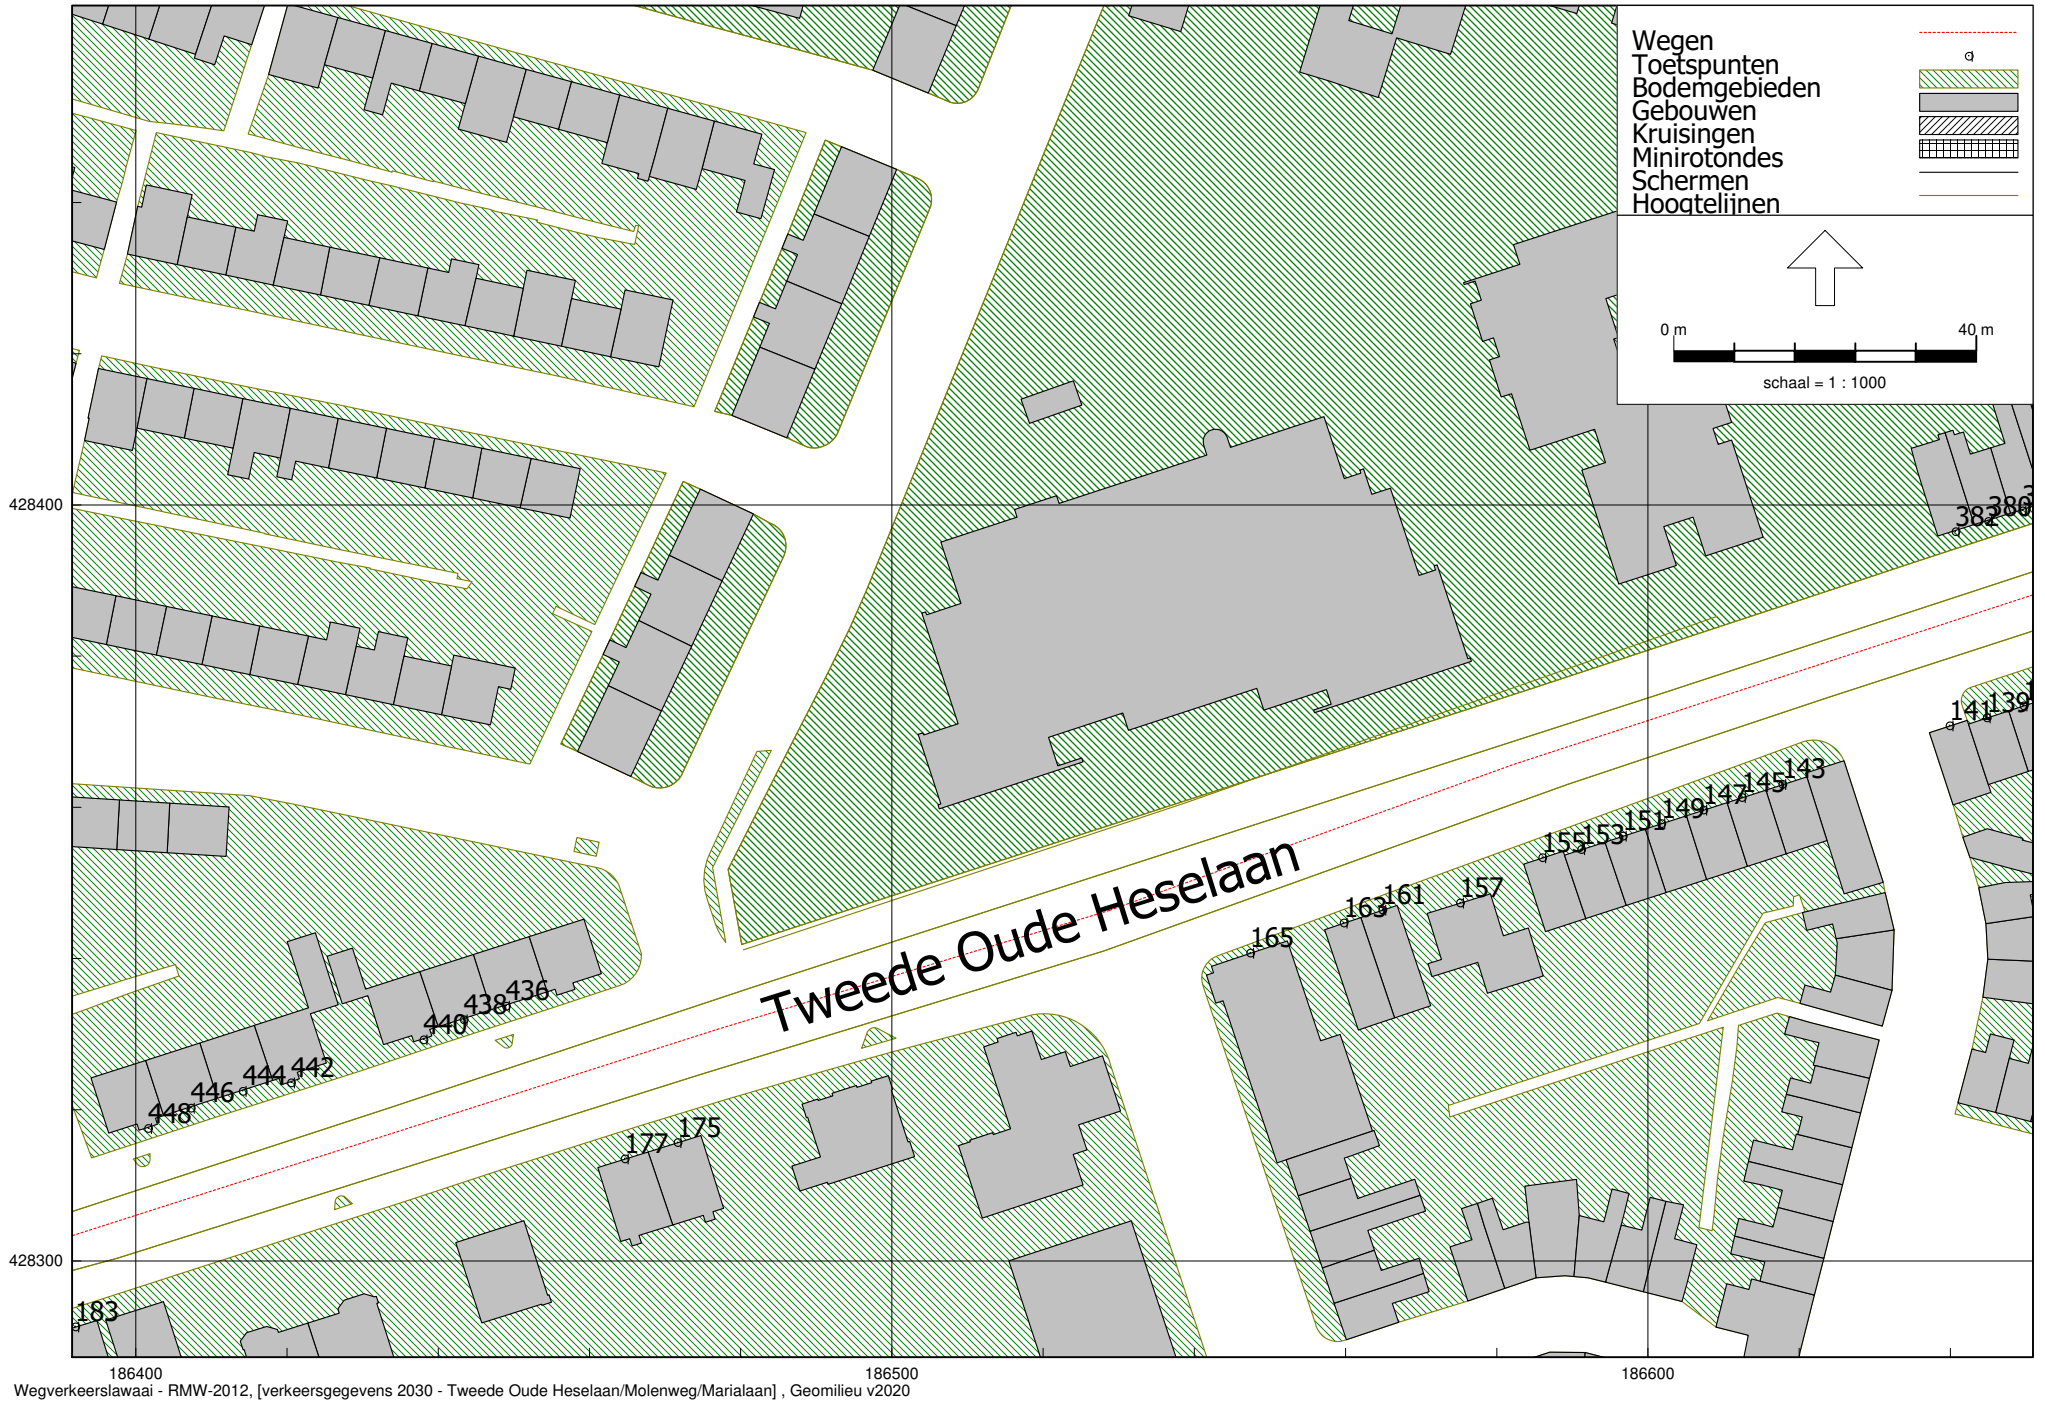 Wegen
Toetspunten
Bodemgebieden
Gebouwen
Kruisingen
Minirotondes
Schermen
Hoogtelijnen
0 m 40 m
schaal = 1 : 1000
428400
382 380
141 139
143
145
147
149
151
153
155
157
161
163
165
Tweede Oude Heselaan
436
438
440
442
444
446
448
175
177
428300
183
186400 186500 186600
Wegverkeerslawaai - RMW-2012, [verkeersgegevens 2030 - Tweede Oude Heselaan/Molenweg/Marialaan] , Geomilieu v2020